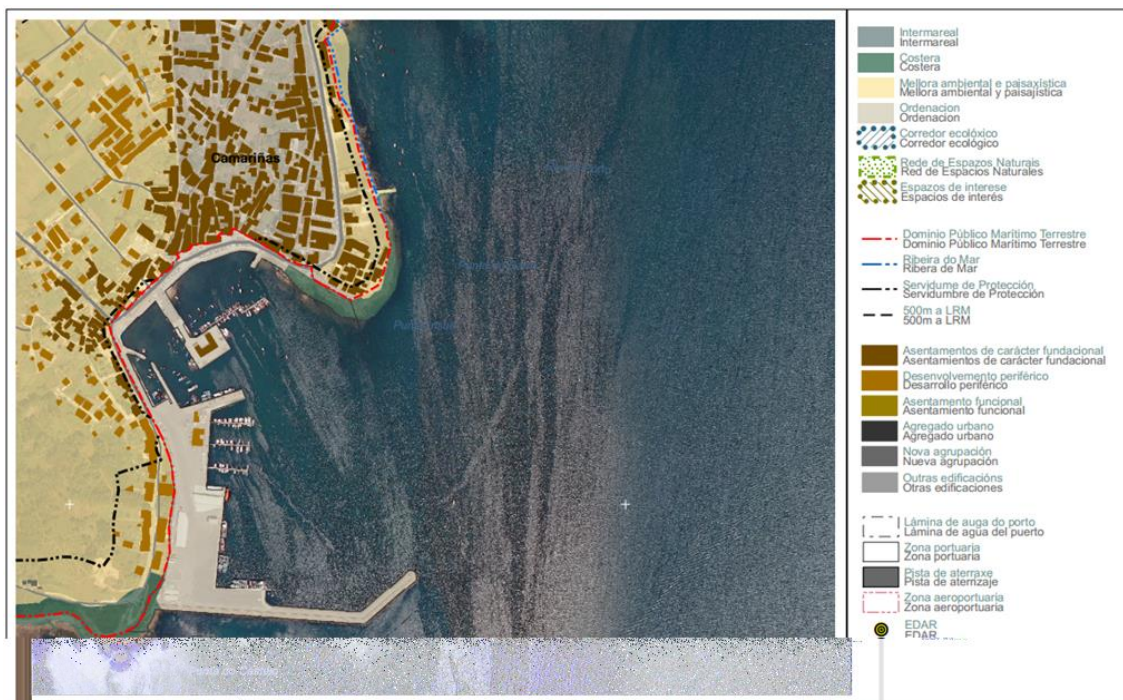 Camariñas
Intermareal
Intermareal
Costeira
Costera
Mellora ambiental e paisaxística
Mellora ambiental y paisajística
Ordenacion
Ordenacion
Corredor ecolóxico
Corredor ecológico
Rede de Espazos Naturais
Red de Espacios Naturales
Espazos de interese
Espacios de interés
Dominio Público Marítimo Terrestre
Dominio Público Marítimo Terrestre
Ribeira do Mar
Ribera de Mar
Servidume de Protección
Servidumbre de Protección
500m a LRM
500m a LRM
Asentamentos de carácter fundacional
Asentamientos de carácter fundacional
Desenvolvemento periférico
Desarrollo periférico
Asentamento funcional
Asentamiento funcional
Agregado urbano
Agregado urbano
Nova agrupación
Nueva agrupación
Outras edificacións
Otras edificaciones
Lámina de auga do porto
Lámina de agua del puerto
Zona portuaria
Zona portuaria
Pista de aterraxe
Pista de aterrizaje
Zona aeroportuaria
Zona aeroportuaria
EDAR
EDAR